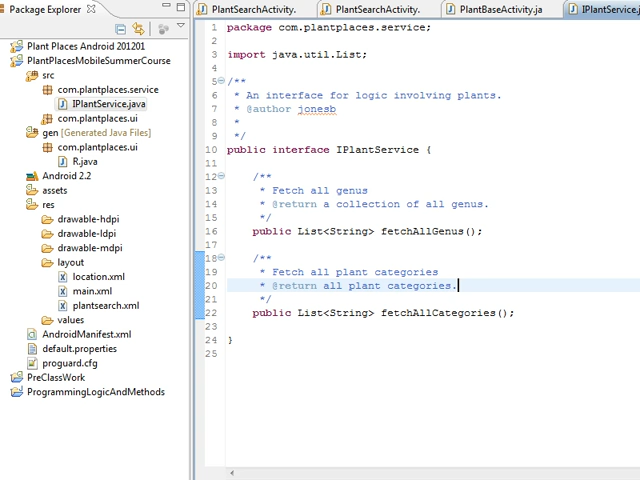 Package Explorer
Plant Places Android 201201
PlantPlacesMobileSummerCourse
src
com.plantplaces.service
IPlantService.java
com.plantplaces.ui
gen [Generated Java Files]
com.plantplaces.ui
R.java
Android 2.2
assets
res
drawable-hdpi
drawable-ldpi
drawable-mdpi
layout
location.xml
main.xml
plantsearch.xml
values
AndroidManifest.xml
default.properties
proguard.cfg
PreClassWork
ProgrammingLogicAndMethods
PlantSearchActivity. PlantSearchActivity. PlantBaseActivity.ja IPlantService.j
1 package com.plantplaces.service;
2
3 import java.util.List;
4
5 /**
6 * An interface for logic involving plants.
7 * @author jonesb
8 *
9 */
10 public interface IPlantService {
11
12 /**
13 * Fetch all genus
14 * @return a collection of all genus.
15 */
16 public List<String> fetchAllGenus();
17
18 /**
19 * Fetch all plant categories
20 * @return all plant categories.
21 */
22 public List<String> fetchAllCategories();
23
24 }
25